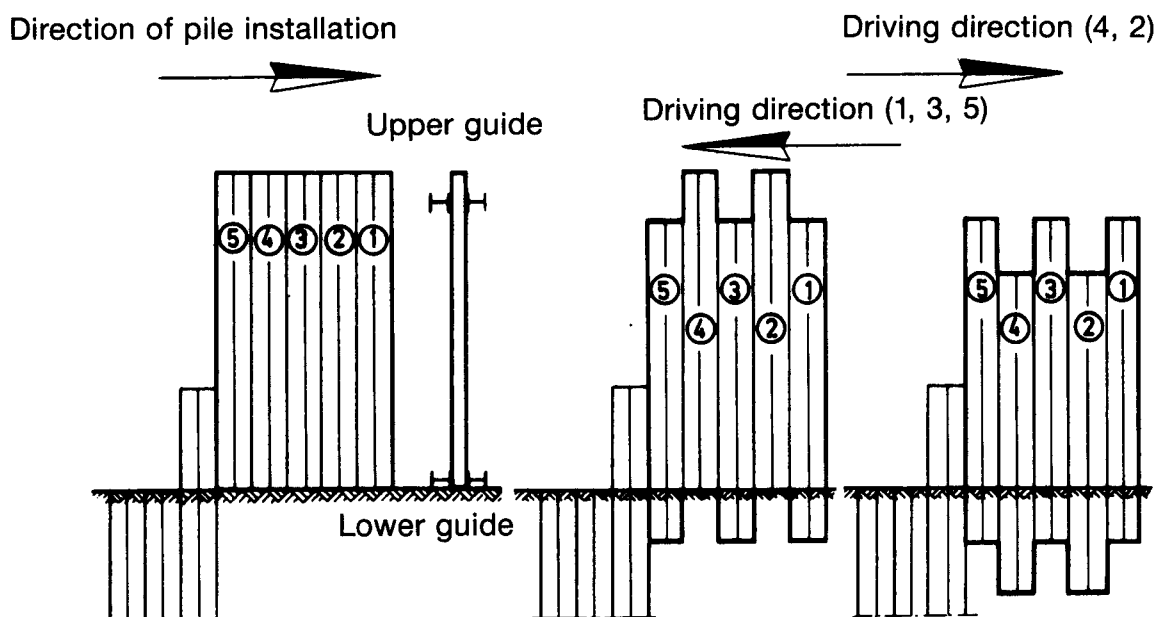 Direction of pile installation
Driving direction (4, 2)
Driving direction (1, 3, 5)
Upper guide
5 4 3 2 1
5 3 1
4 2
5 3 1
4 2
Lower guide